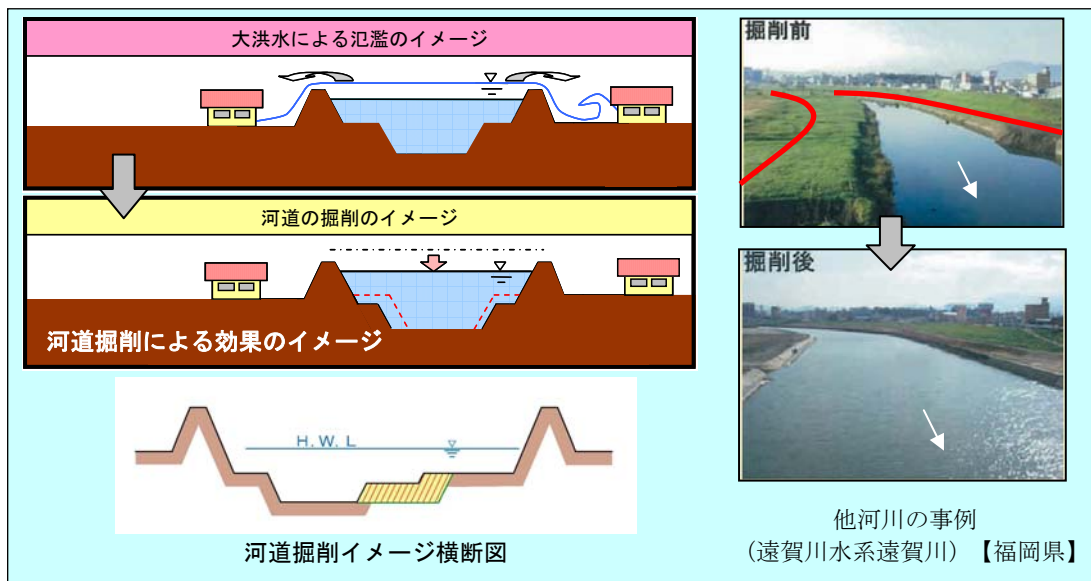 大洪水による氾濫のイメージ
河道の掘削のイメージ
河道掘削による効果のイメージ
H.W.L
河道掘削イメージ横断図
掘削前
掘削後
他河川の事例
(遠賀川水系遠賀川)【福岡県】